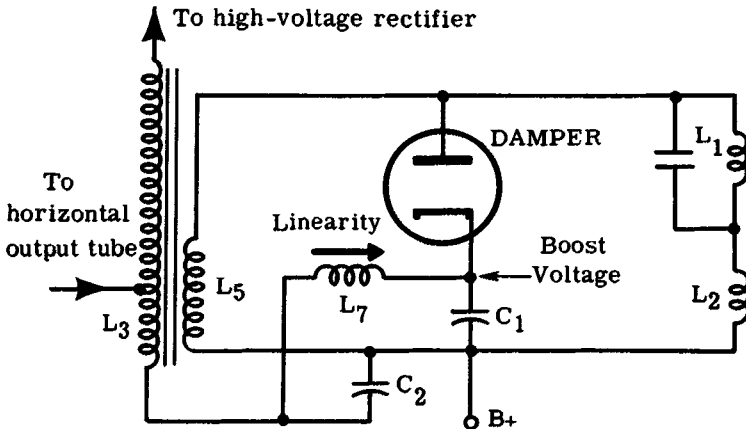 To high-voltage rectifier
DAMPER
L1
To
horizontal
output tube
Linearity
Boost
Voltage
L5
L7
L2
L3
C1
C2
B+